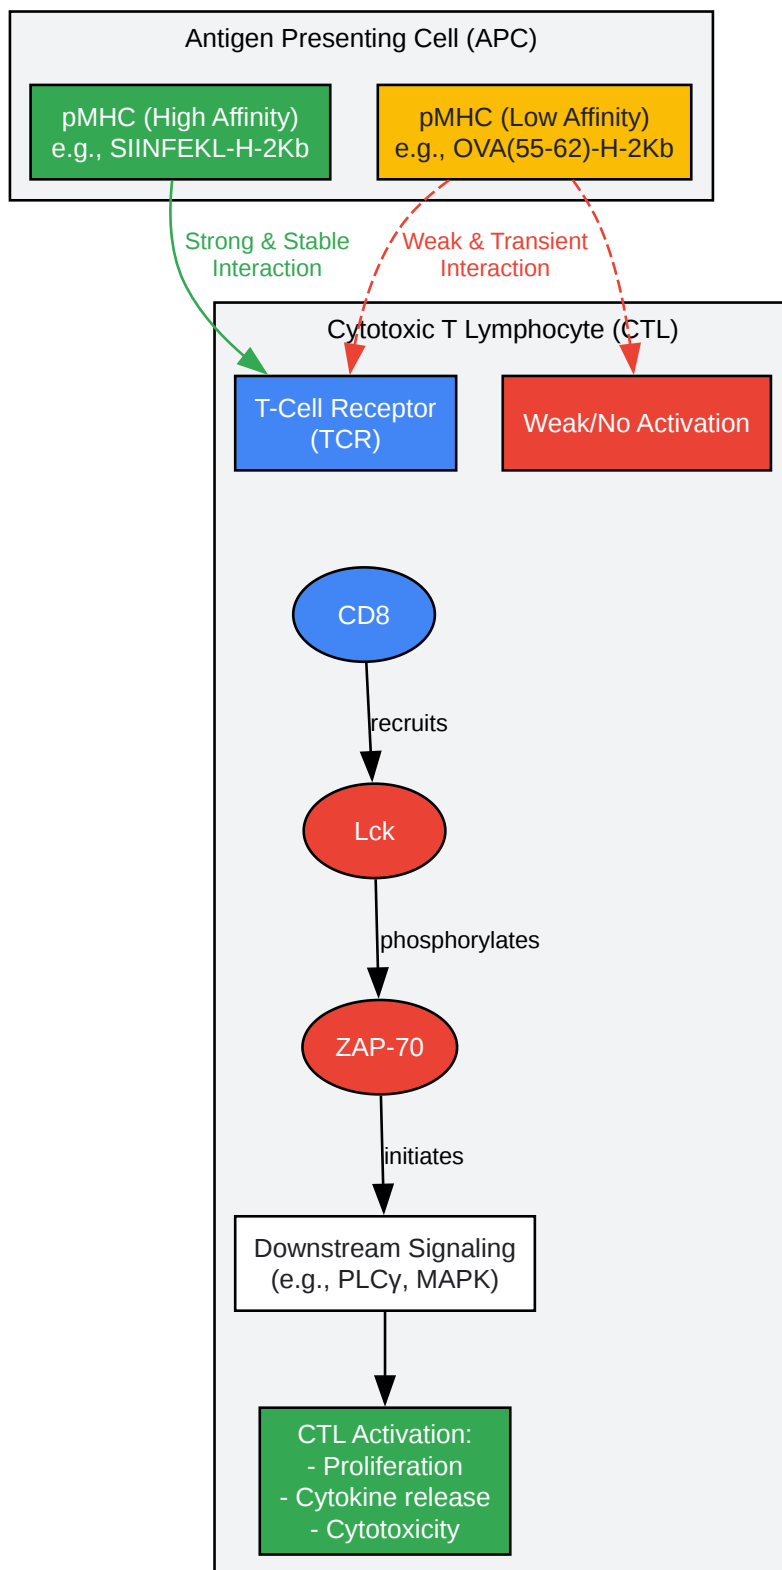 Antigen Presenting Cell (APC)
pMHC (High Affinity)
e.g., SIINFEKL-H-2Kb
pMHC (Low Affinity)
e.g., OVA(55-62)-H-2Kb
Strong & Stable
Interaction
Weak & Transient
Interaction
Cytotoxic T Lymphocyte (CTL)
T-Cell Receptor
(TCR)
Weak/No Activation
CD8
recruits
Lck
phosphorylates
ZAP-70
initiates
Downstream Signaling
(e.g., PLCγ, MAPK)
CTL Activation:
- Proliferation
- Cytokine release
- Cytotoxicity